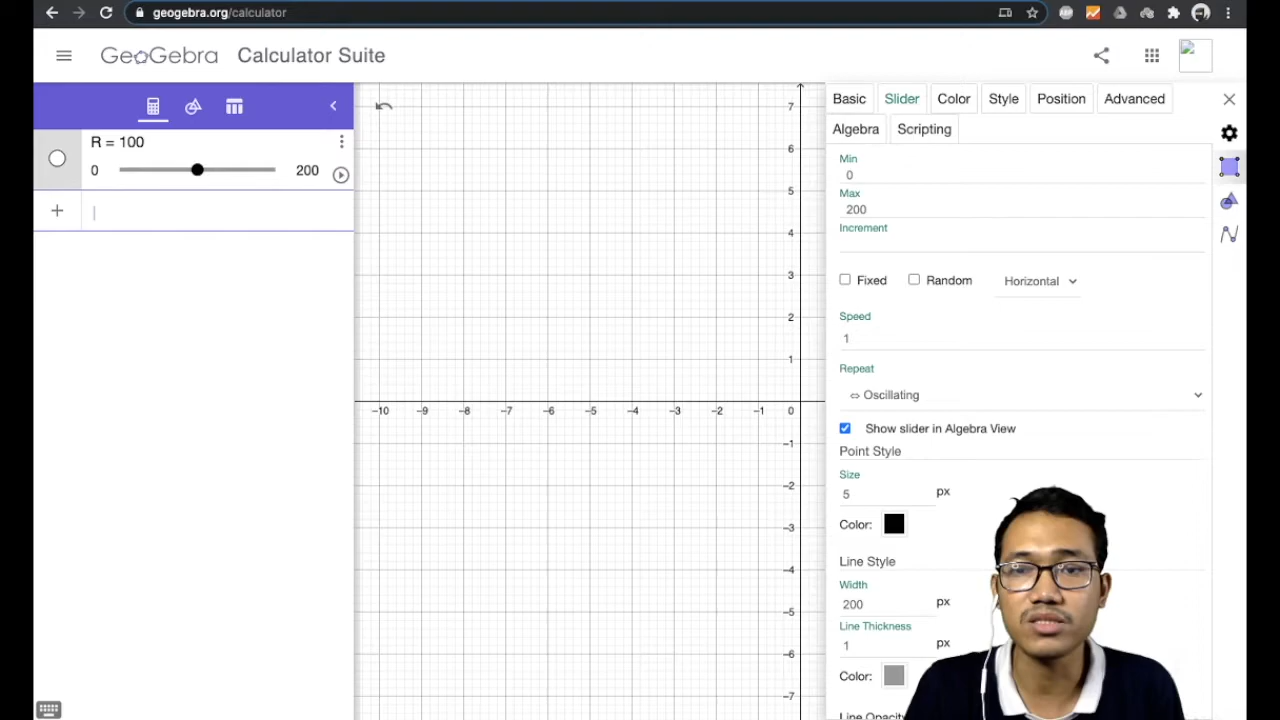 geogebra.org/calculator
GeoGebra Calculator Suite
R = 100
0 200
+
7
6
5
4
3
2
1
−10 −9 −8 −7 −6 −5 −4 −3 −2 −1 0
−1
−2
−3
−4
−5
−6
−7
Basic Slider Color Style Position Advanced
Algebra Scripting
Min
0
Max
200
Increment
Fixed Random Horizontal
Speed
1
Repeat
⇔ Oscillating
Show slider in Algebra View
Point Style
Size
5 px
Color:
Line Style
Width
200 px
Line Thickness
1 px
Color:
Line Opacity